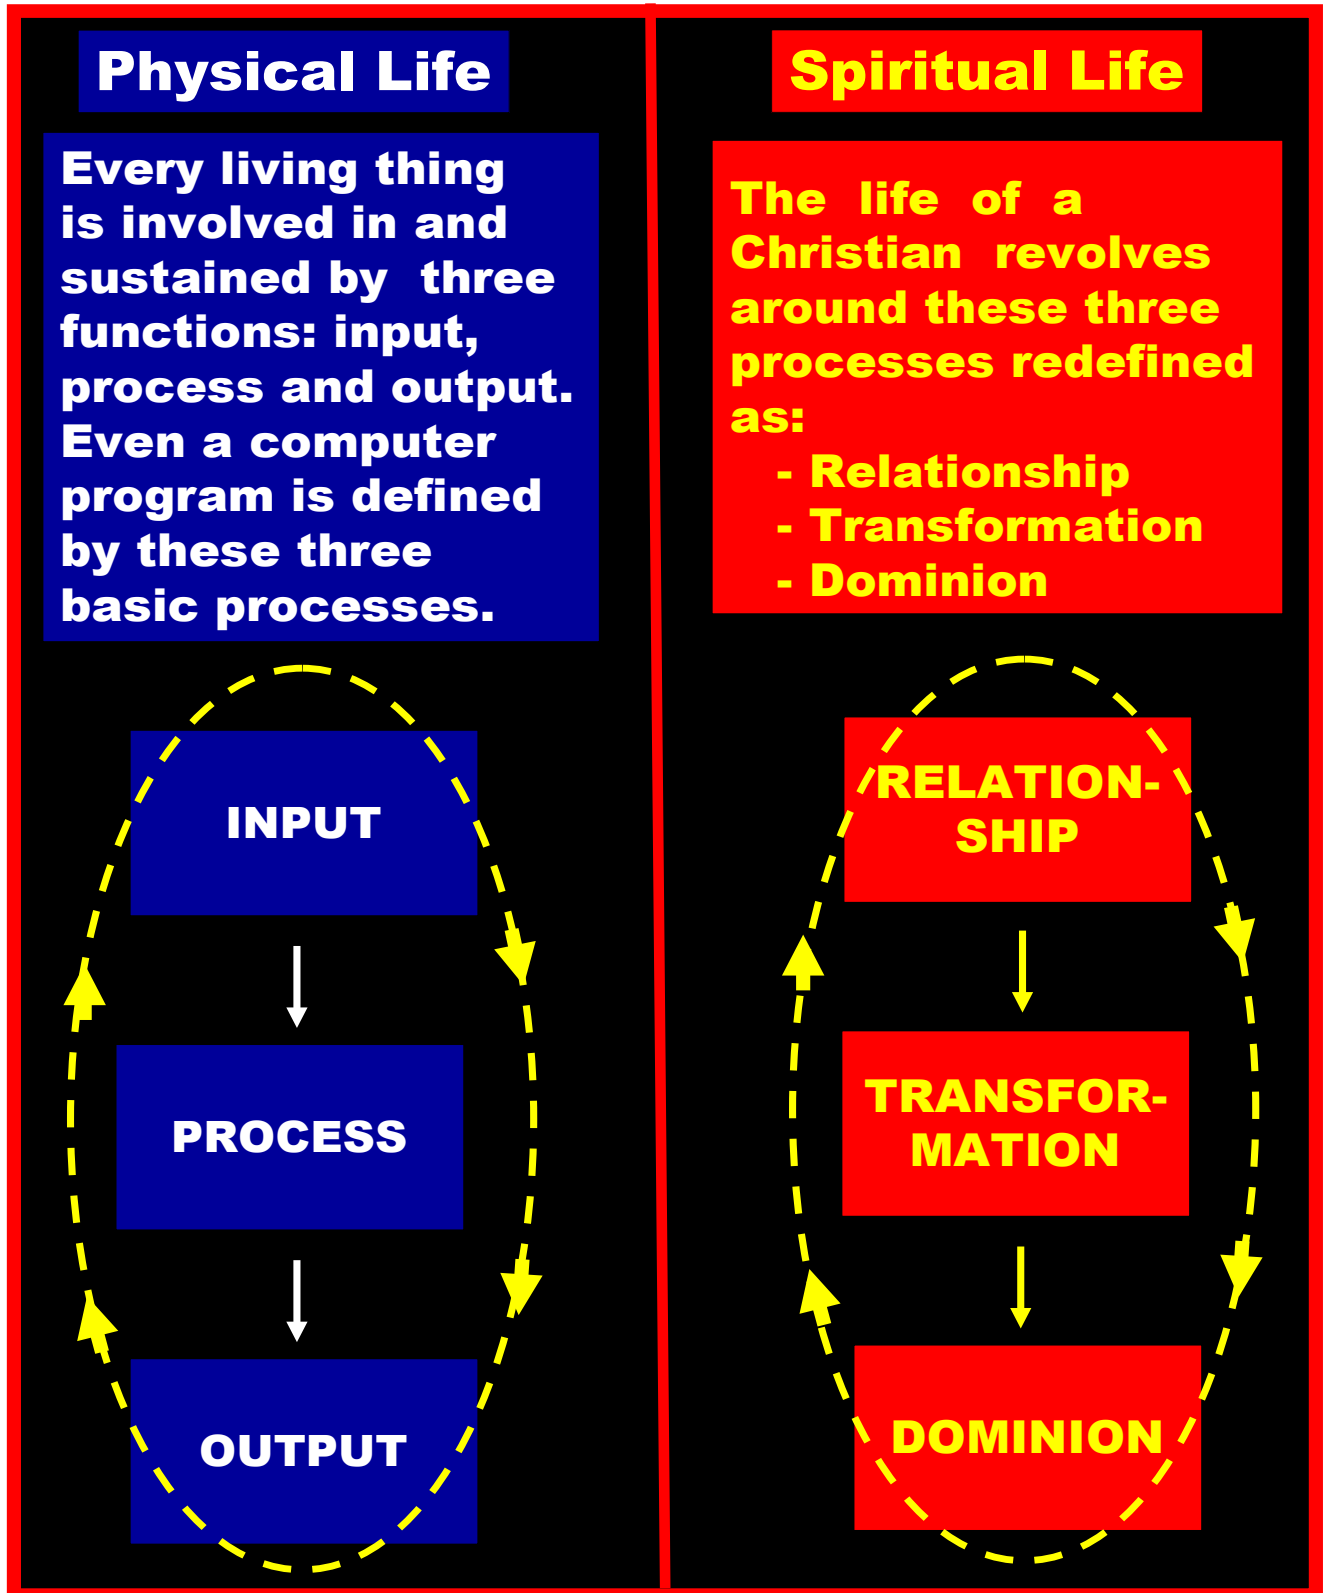 Physical Life
Every living thing
is involved in and
sustained by three
functions: input,
process and output.
Even a computer
program is defined
by these three
basic processes.
INPUT
PROCESS
OUTPUT
Spiritual Life
The life of a
Christian revolves
around these three
processes redefined
as:
- Relationship
- Transformation
- Dominion
RELATION-
SHIP
TRANSFOR-
MATION
DOMINION